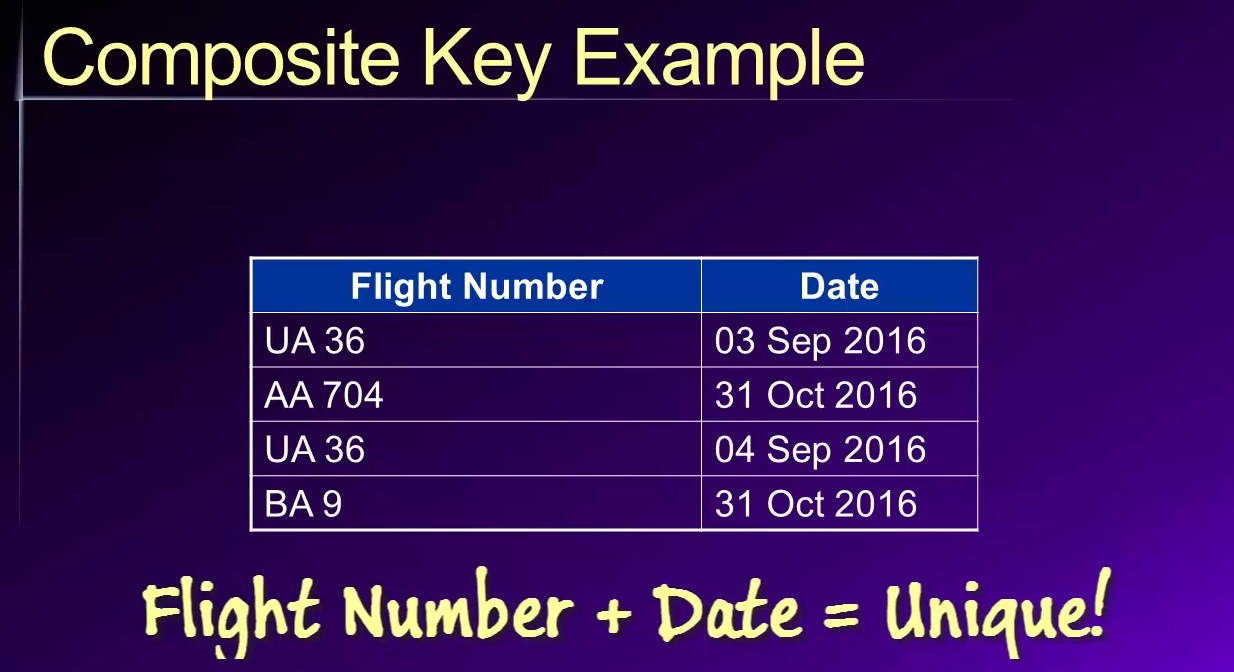 Composite Key Example
Flight Number Date
UA 36 03 Sep 2016
AA 704 31 Oct 2016
UA 36 04 Sep 2016
BA 9 31 Oct 2016
Flight Number + Date = Unique!